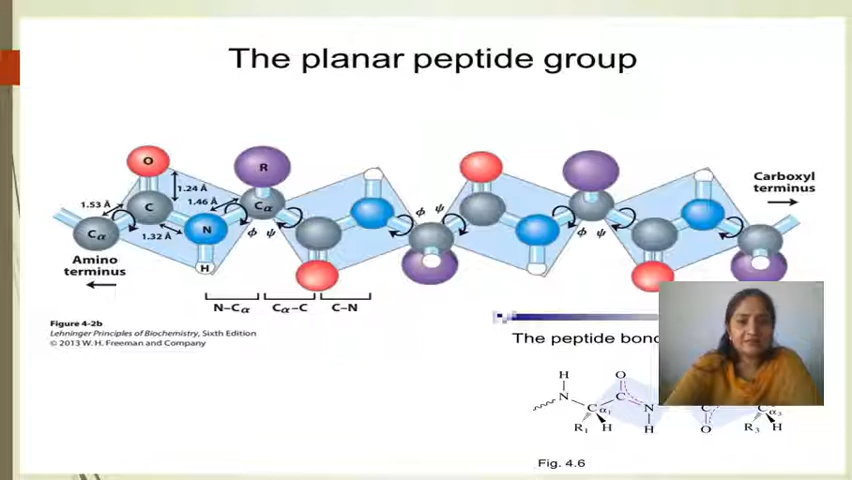 The planar peptide group
O
R
1.24 Å
1.53 Å
C
1.46 Å
Cα
Cα
1.32 Å
N
ϕ ψ
ϕ ψ
ϕ ψ
H
Carboxyl
terminus
Amino
terminus
N–Cα Cα–C C–N
Figure 4-2b
Lehninger Principles of Biochemistry, Sixth Edition
© 2013 W. H. Freeman and Company
The peptide
H
O
N
C
C
α1
N
R1 H
H
O
α3
R3 H
Fig. 4.6